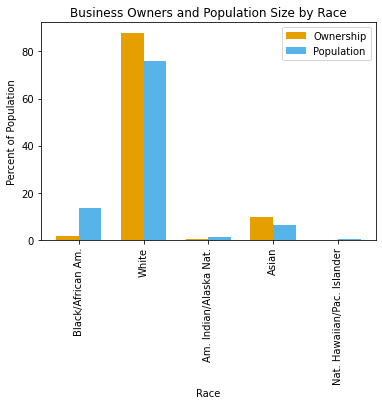 Business Owners and Population Size by Race
Ownership
Population
Percent of Population
80
60
40
20
0
Black/African Am.
White
Am. Indian/Alaska Nat.
Asian
Nat. Hawaiian/Pac. Islander
Race